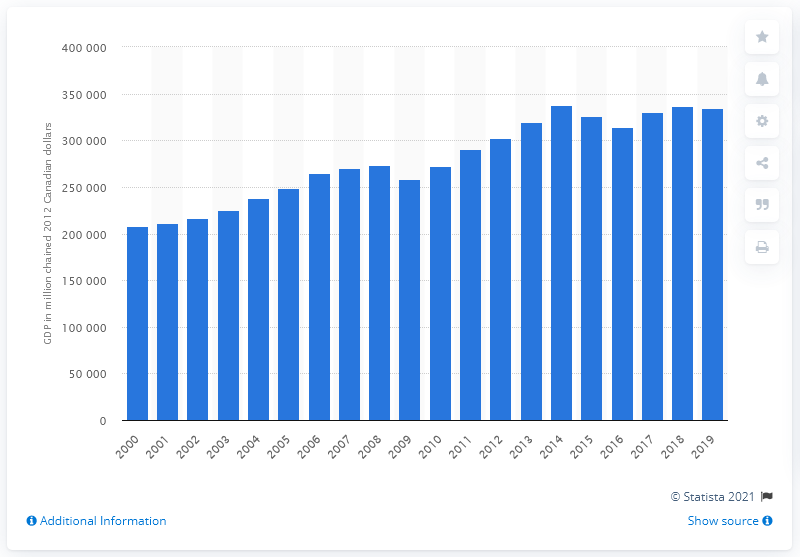 GDP in million chained 2012 Canadian dollars
400 000
350 000
300 000
250 000
200 000
150 000
100 000
50 000
0
2000 2001 2002 2003 2004 2005 2006 2007 2008 2009 2010 2011 2012 2013 2014 2015 2016 2017 2018 2019
© Statista 2021
Additional Information
Show source